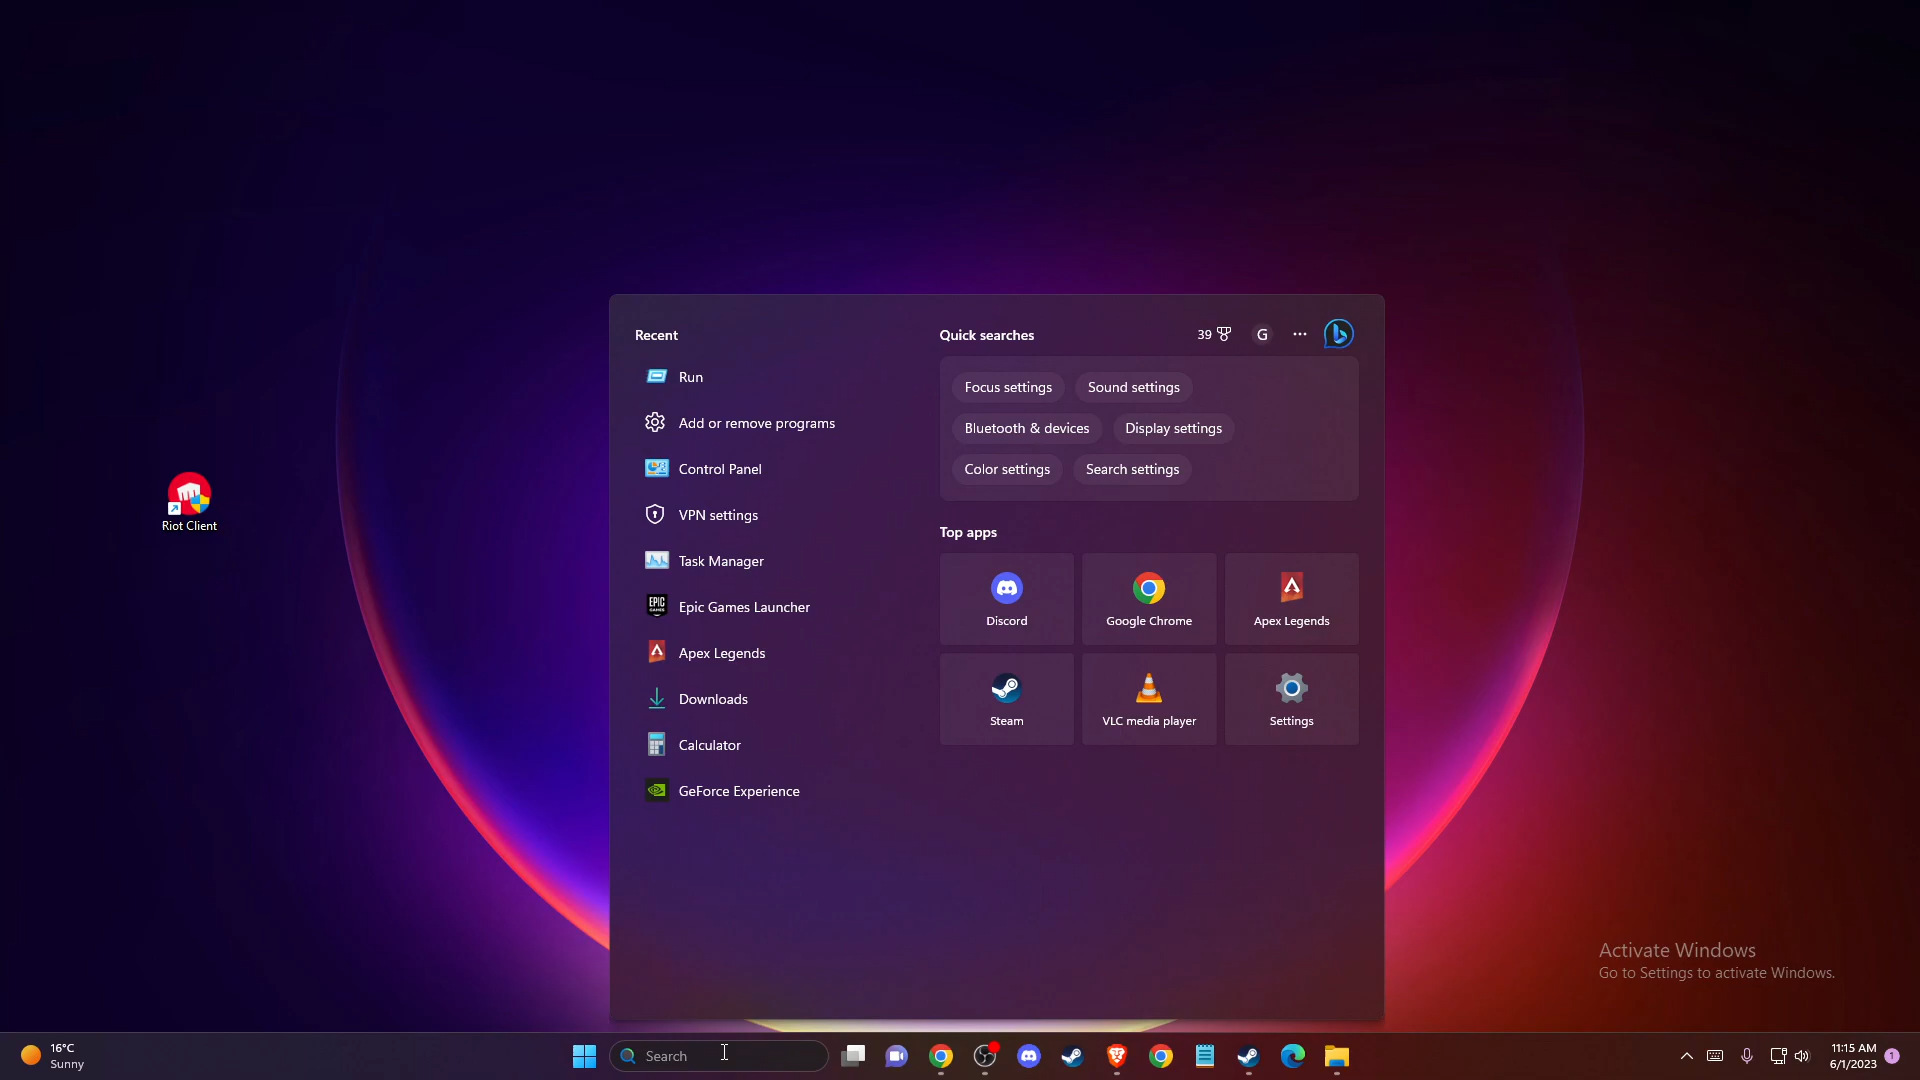 Recent
Run
Add or remove programs
Control Panel
VPN settings
Task Manager
EPIC GAMES
Epic Games Launcher
Apex Legends
Downloads
Calculator
GeForce Experience
Quick searches
39
G
Focus settings
Sound settings
Bluetooth & devices
Display settings
Color settings
Search settings
Top apps
Discord
Google Chrome
Apex Legends
Steam
VLC media player
Settings
Riot Client
Activate Windows
Go to Settings to activate Windows.
16°C
Sunny
Search
11:15 AM
6/1/2023
1